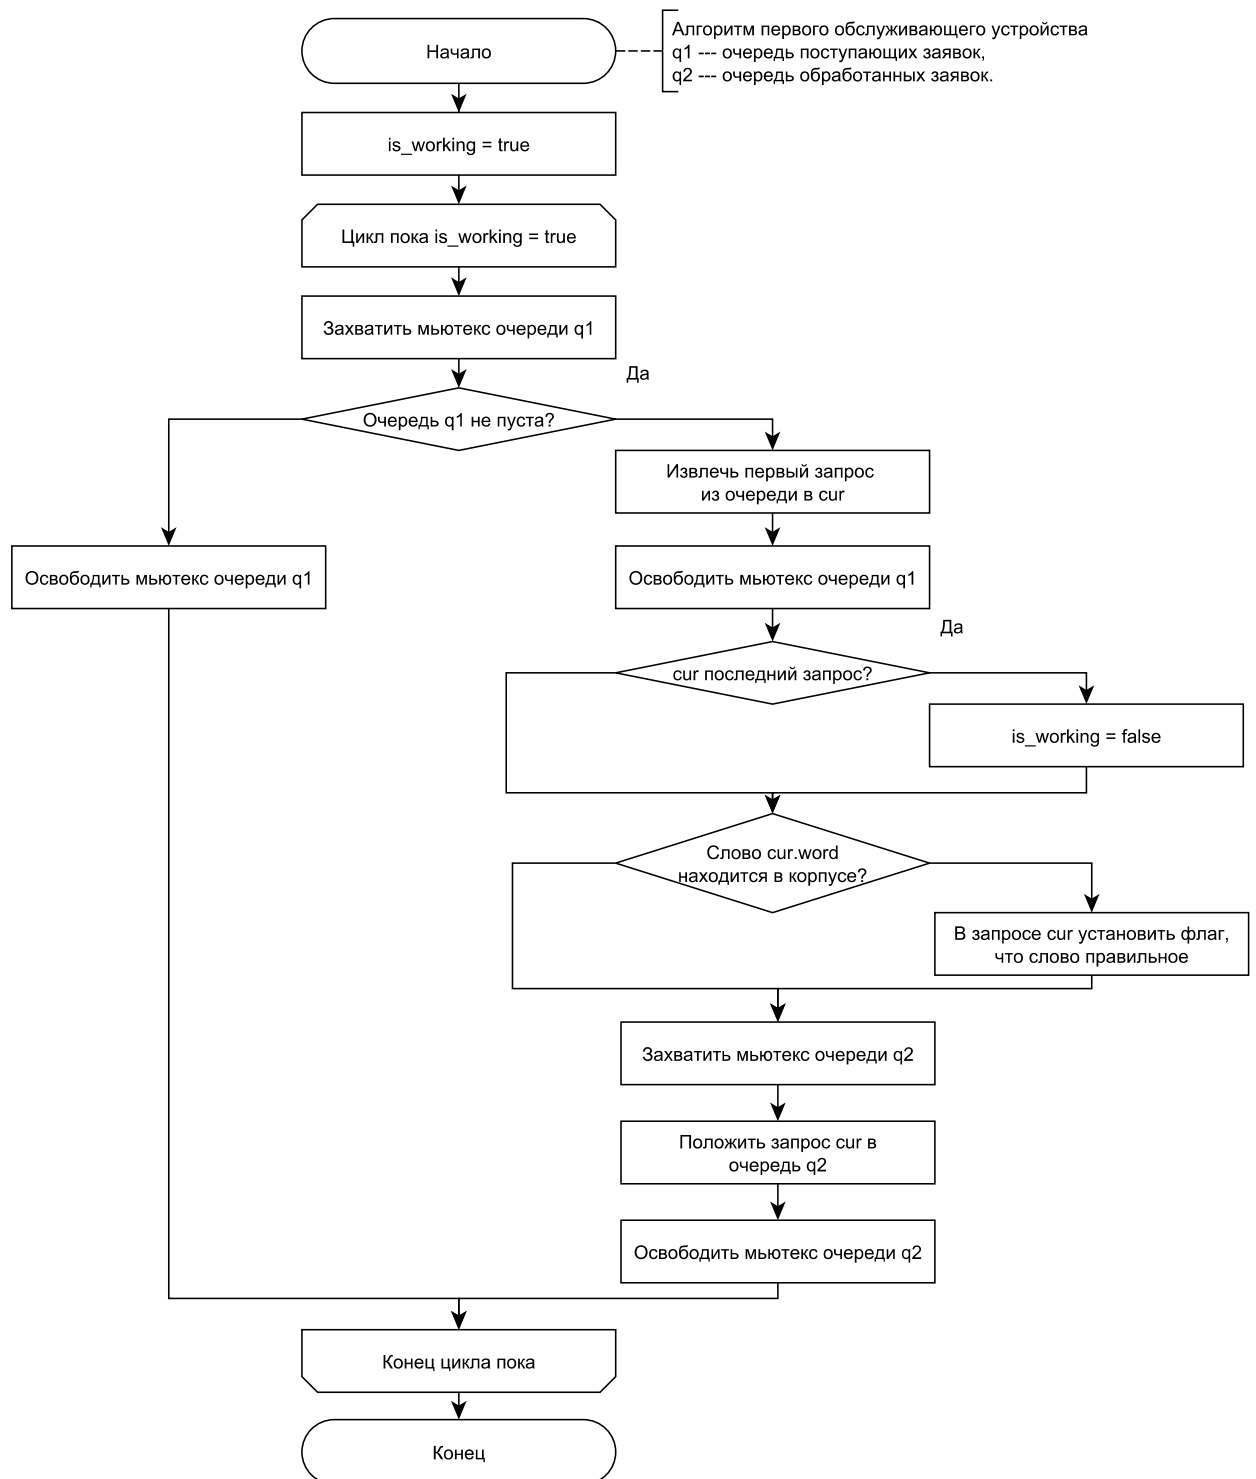 Начало
Алгоритм первого обслуживающего устройства
q1 --- очередь поступающих заявок,
q2 --- очередь обработанных заявок.
is_working = true
Цикл пока is_working = true
Захватить мьютекс очереди q1
Да
Очередь q1 не пуста?
Извлечь первый запрос
из очереди в cur
Освободить мьютекс очереди q1
Освободить мьютекс очереди q1
Да
cur последний запрос?
is_working = false
Слово cur.word
находится в корпусе?
В запросе cur установить флаг,
что слово правильное
Захватить мьютекс очереди q2
Положить запрос cur в
очередь q2
Освободить мьютекс очереди q2
Конец цикла пока
Конец